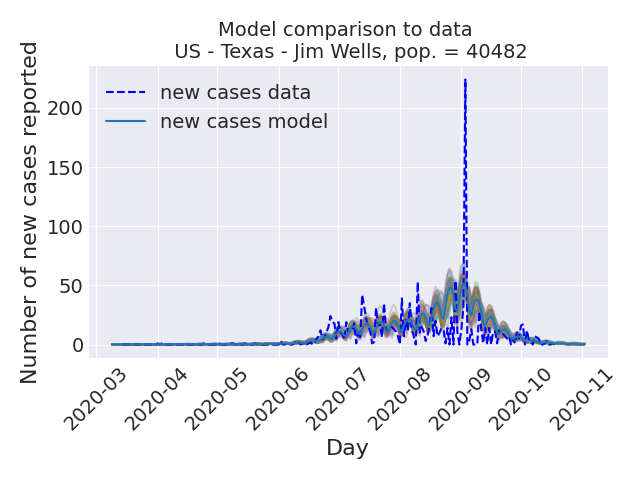 Model comparison to data
US - Texas - Jim Wells, pop. = 40482
Number of new cases reported
new cases data
new cases model
200
150
100
50
0
2020-03
2020-04
2020-05
2020-06
2020-07
2020-08
2020-09
2020-10
2020-11
Day